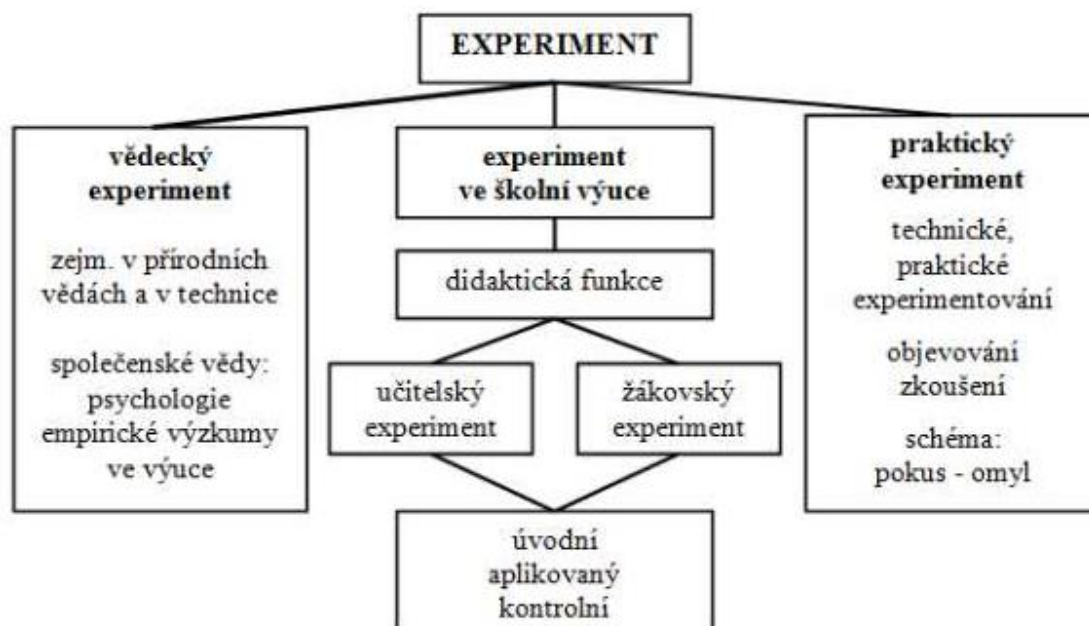 EXPERIMENT
vědecký
experiment
zejm. v přírodních
vědách a v technice
společenské vědy:
psychologie
empirické výzkumy
ve výuce
experiment
ve školní výuce
didaktická funkce
učitelský
experiment
žákovský
experiment
úvodní
aplikovaný
kontrolní
praktický
experiment
technické,
praktické
experimentování
objevování
zkoušení
schéma:
pokus - omyl